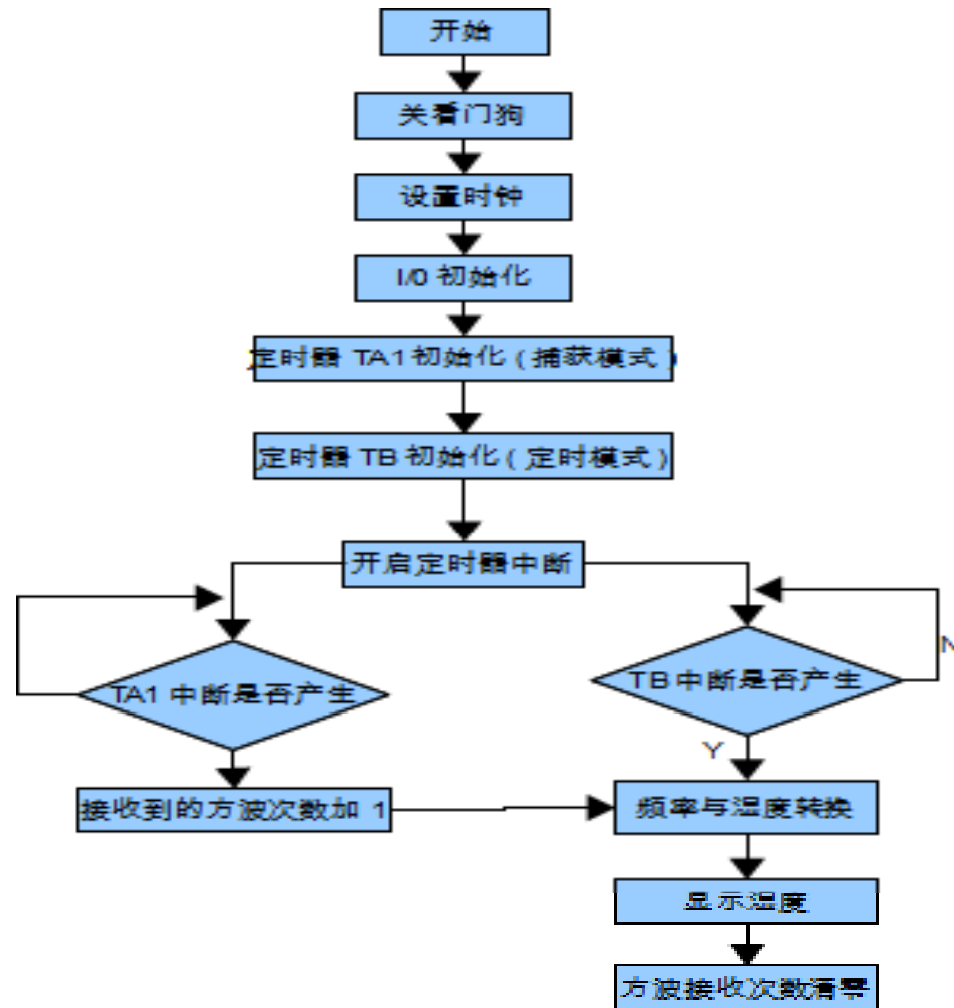 开始
关看门狗
设置时钟
I/0 初始化
定时器 TA1 初始化 ( 捕获模式 )
定时器 TB 初始化 ( 定时模式 )
开启定时器中断
TA1 中断是否产生
TB 中断是否产生
N
Y
接收到的方波次数加 1
频率与温度转换
显示温度
方波接收次数清零